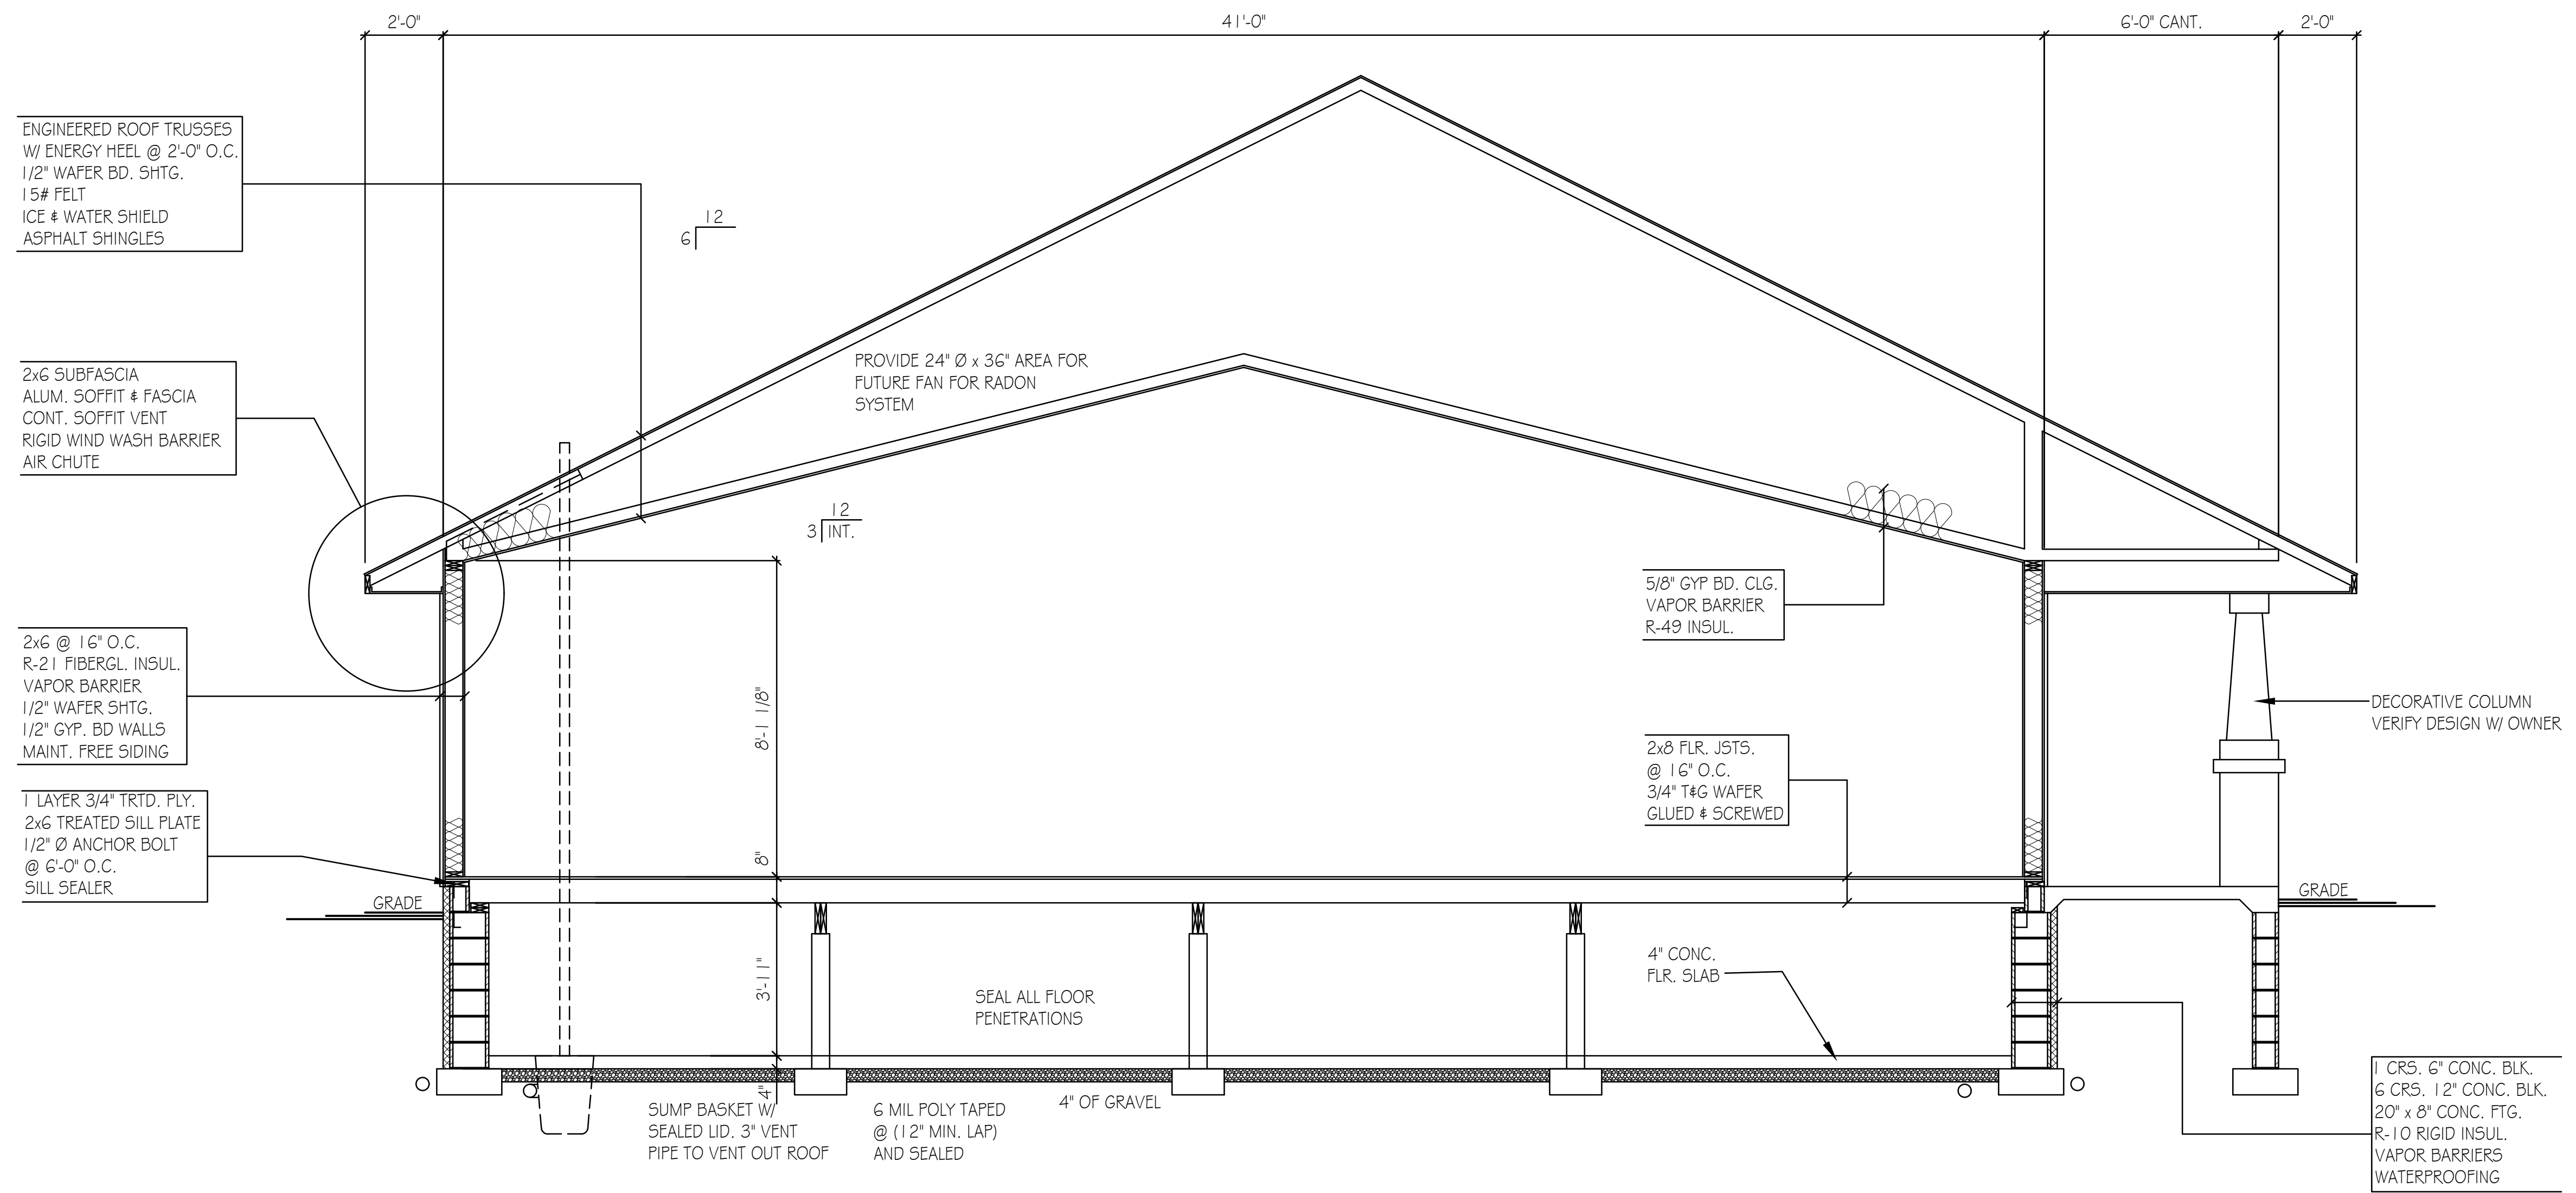 2'-0"
41'-0"
6'-0" CANT.
2'-0"
ENGINEERED ROOF TRUSSES
W/ ENERGY HEEL @ 2'-0" O.C.
1/2" WAFER BD. SHTG.
15# FELT
ICE & WATER SHIELD
ASPHALT SHINGLES
12
6
2x6 SUBFASCIA
ALUM. SOFFIT & FASCIA
CONT. SOFFIT VENT
RIGID WIND WASH BARRIER
AIR CHUTE
PROVIDE 24" Ø x 36" AREA FOR
FUTURE FAN FOR RADON
SYSTEM
12
3 INT.
5/8" GYP BD. CLG.
VAPOR BARRIER
R-49 INSUL.
2x6 @ 16" O.C.
R-21 FIBERGL. INSUL.
VAPOR BARRIER
1/2" WAFER SHTG.
1/2" GYP. BD WALLS
MAINT. FREE SIDING
8'-1 1/8"
DECORATIVE COLUMN
VERIFY DESIGN W/ OWNER
2x8 FLR. JSTS.
@ 16" O.C.
3/4" T&G WAFER
GLUED & SCREWED
1 LAYER 3/4" TRTD. PLY.
2x6 TREATED SILL PLATE
1/2" Ø ANCHOR BOLT
@ 6'-0" O.C.
SILL SEALER
8"
GRADE
GRADE
3'-11"
SEAL ALL FLOOR
PENETRATIONS
4" CONC.
FLR. SLAB
4"
SUMP BASKET W/
SEALED LID. 3" VENT
PIPE TO VENT OUT ROOF
6 MIL POLY TAPED
@ (12" MIN. LAP)
AND SEALED
4" OF GRAVEL
1 CRS. 6" CONC. BLK.
6 CRS. 12" CONC. BLK.
20" x 8" CONC. FTG.
R-10 RIGID INSUL.
VAPOR BARRIERS
WATERPROOFING